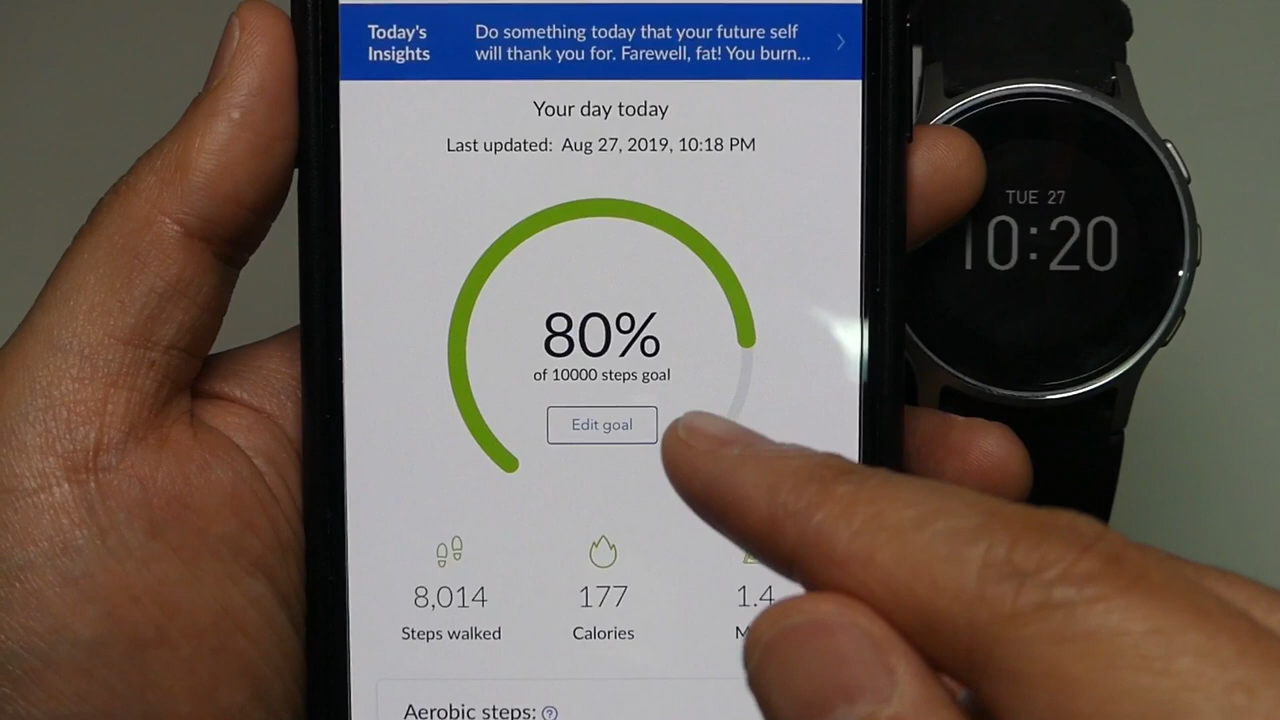 Today's
Insights
Do something today that your future self
will thank you for. Farewell, fat! You burn...
Your day today
Last updated: Aug 27, 2019, 10:18 PM
80%
of 10000 steps goal
Edit goal
8,014
177
1.4
Steps walked
Calories
Aerobic steps:
TUE 27
10:20